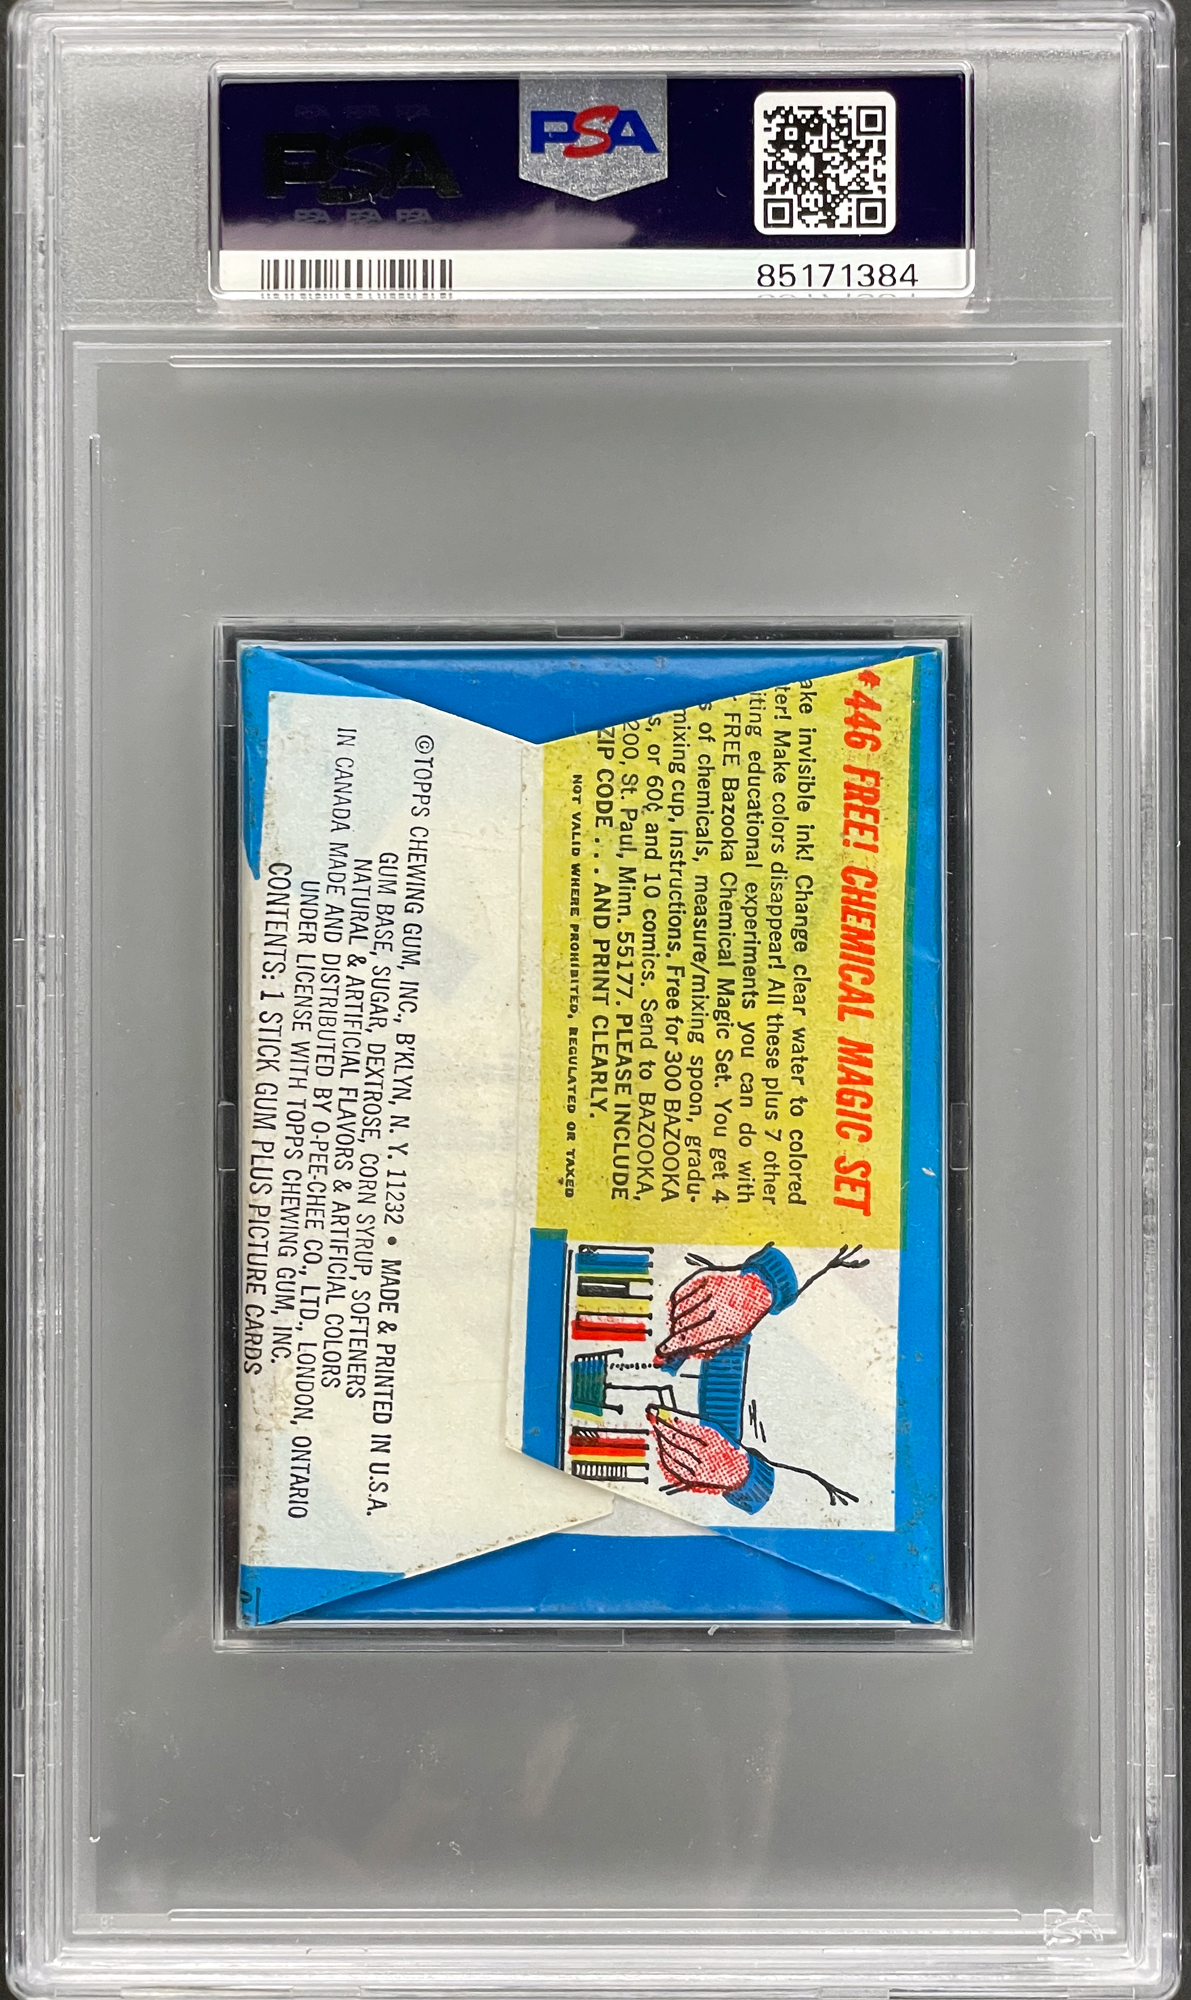 PSA
PSA
85171384
#446 FREE! CHEMICAL MAGIC SET
ake invisible ink! Change clear water to colored
ter! Make colors disappear! All these plus 7 other
iting educational experiments you can do with
FREE Bazooka Chemical Magic Set. You get 4
s of chemicals, measure/mixing spoon, gradu-
mixing cup, instructions. Free for 300 BAZOOKA
s, or 60¢ and 10 comics. Send to BAZOOKA,
200, St. Paul, Minn. 55177. PLEASE INCLUDE
ZIP CODE . . . AND PRINT CLEARLY.
NOT VALID WHERE PROHIBITED, REGULATED OR TAXED
©TOPPS CHEWING GUM, INC., B'KLYN, N. Y. 11232 • MADE & PRINTED IN U.S.A.
GUM BASE, SUGAR, DEXTROSE, CORN SYRUP, SOFTENERS
NATURAL & ARTIFICIAL FLAVORS & ARTIFICIAL COLORS
IN CANADA MADE AND DISTRIBUTED BY O-PEE-CHEE CO., LTD., LONDON, ONTARIO
UNDER LICENSE WITH TOPPS CHEWING GUM, INC.
CONTENTS: 1 STICK GUM PLUS PICTURE CARDS